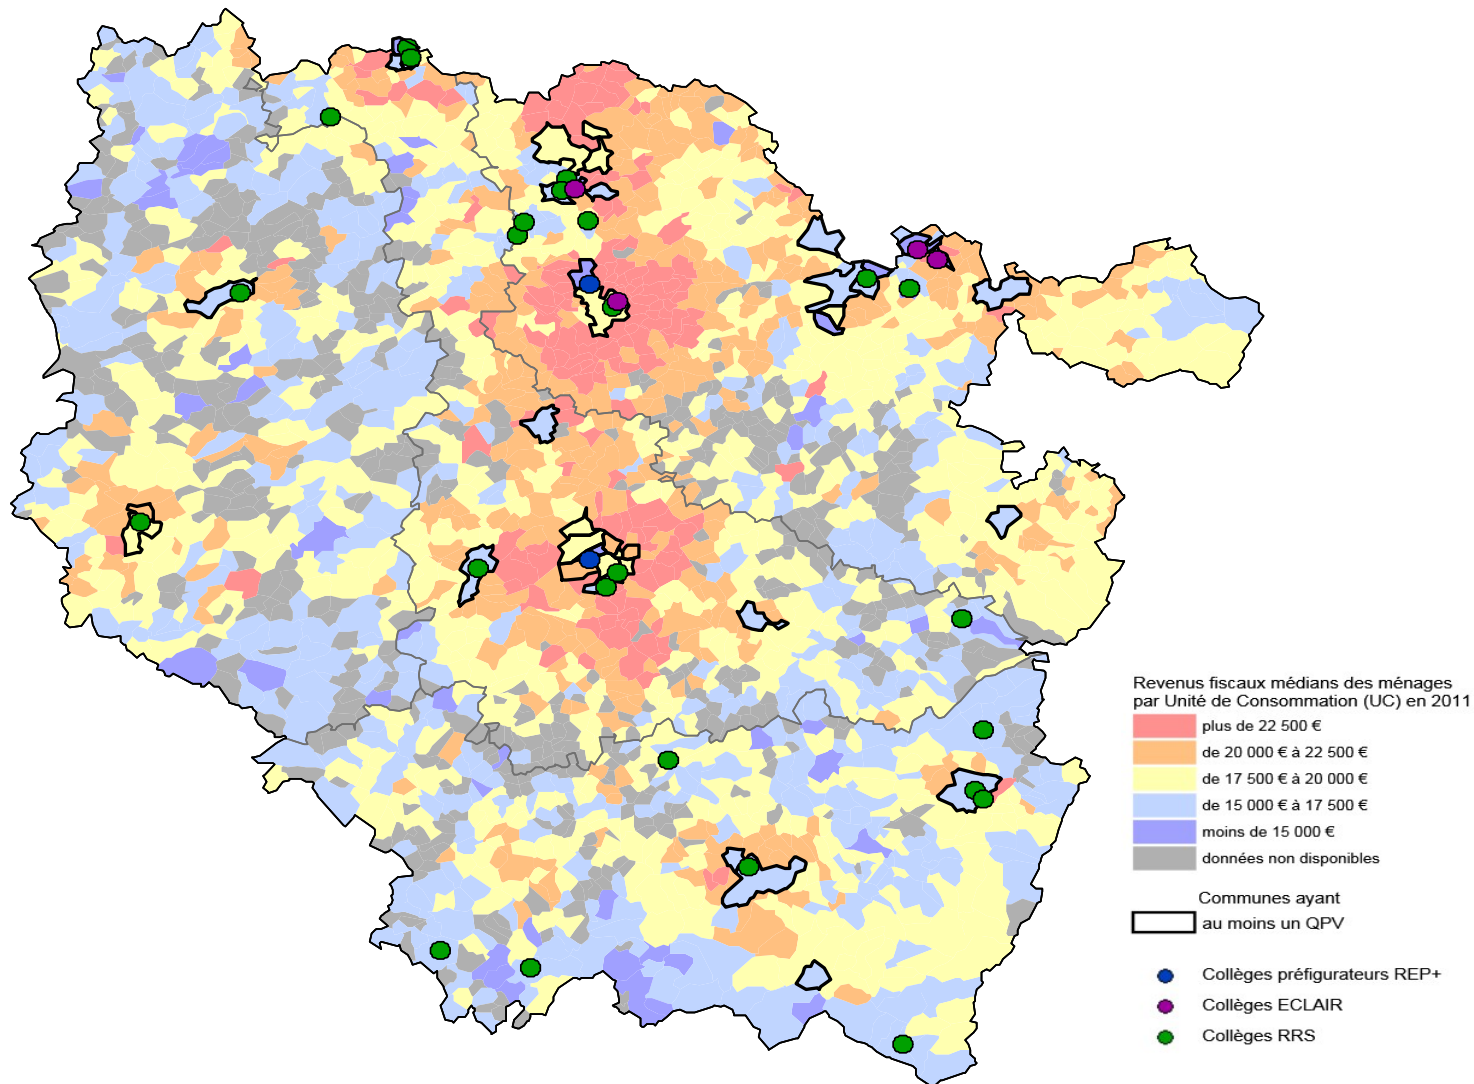 Revenus fiscaux médians des ménages
par Unité de Consommation (UC) en 2011
plus de 22 500 €
de 20 000 € à 22 500 €
de 17 500 € à 20 000 €
de 15 000 € à 17 500 €
moins de 15 000 €
données non disponibles
Communes ayant
au moins un QPV
Collèges préfigurateurs REP+
Collèges ECLAIR
Collèges RRS